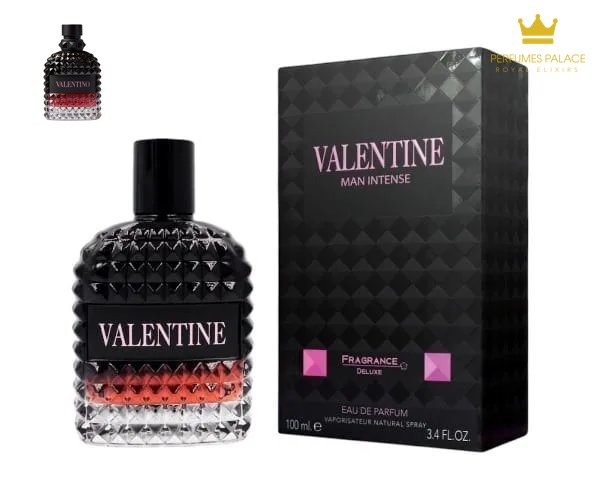 PERFUMES PALACE
ROYAL ELIXIRS
VALENTINO
VALENTINE
MAN INTENSE
VALENTINE
FRAGRANCE
DELUXE
EAU DE PARFUM
VAPORISATEUR NATURAL SPRAY
100 ml. e 3.4 FL.OZ.